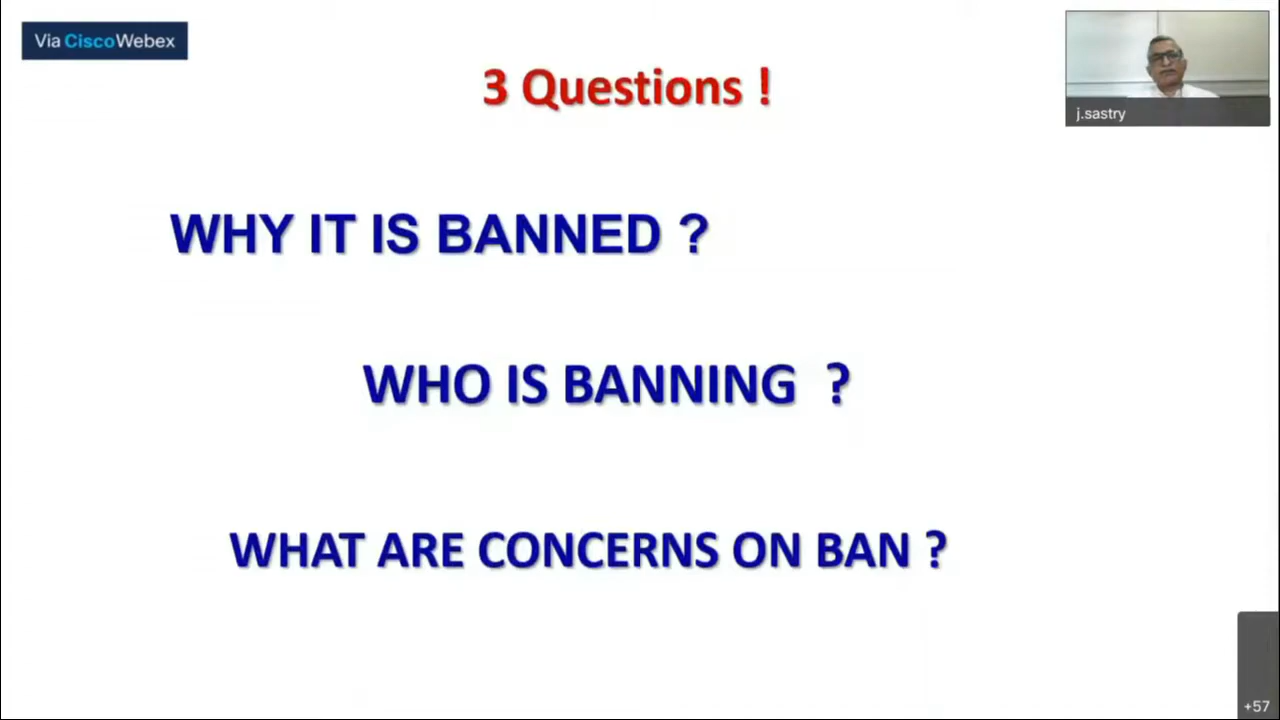 Via CiscoWebex
3 Questions !
j.sastry
WHY IT IS BANNED ?
WHO IS BANNING ?
WHAT ARE CONCERNS ON BAN ?
+57